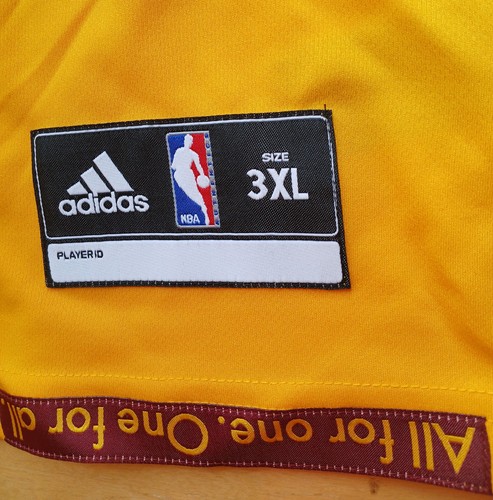 adidas
NBA
SIZE
3XL
PLAYER ID
All for one. One for all.